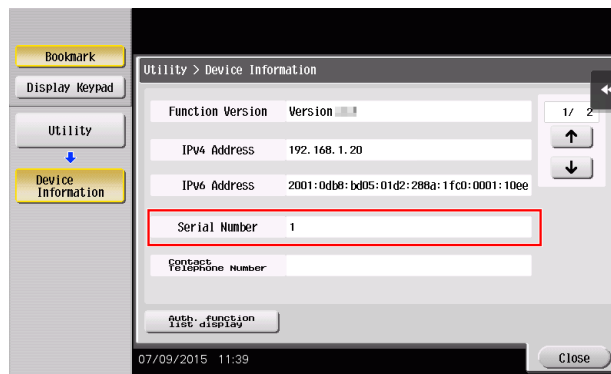 Bookmark
Display Keypad
Utility
Device
Information
Utility > Device Information
Function Version Version
1/ 2
IPv4 Address 192.168.1.20
IPv6 Address 2001:0db8:bd05:01d2:288a:1fc0:0001:10ee
Serial Number 1
Contact
Telephone Number
Auth. function
list display
07/09/2015 11:39
Close